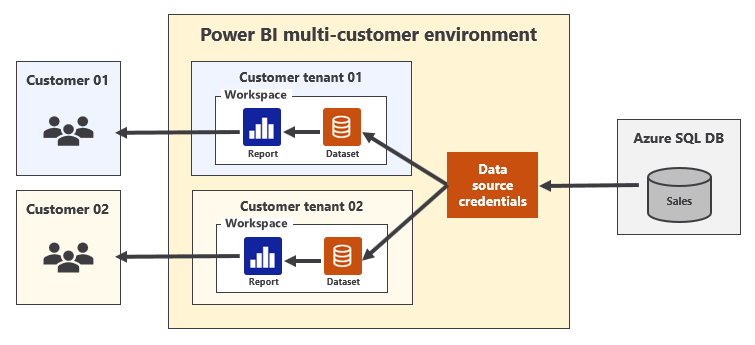 Power BI multi-customer environment
Customer 01
Customer tenant 01
Workspace
Report
Dataset
Customer 02
Customer tenant 02
Workspace
Report
Dataset
Data
source
credentials
Azure SQL DB
Sales